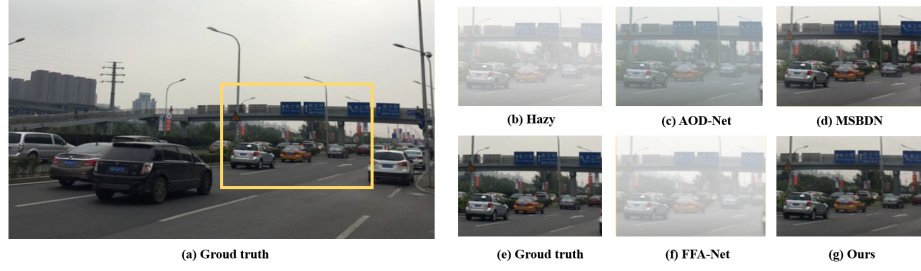 (b) Hazy
(c) AOD-Net
(d) MSBDN
(a) Groud truth
(e) Groud truth
(f) FFA-Net
(g) Ours